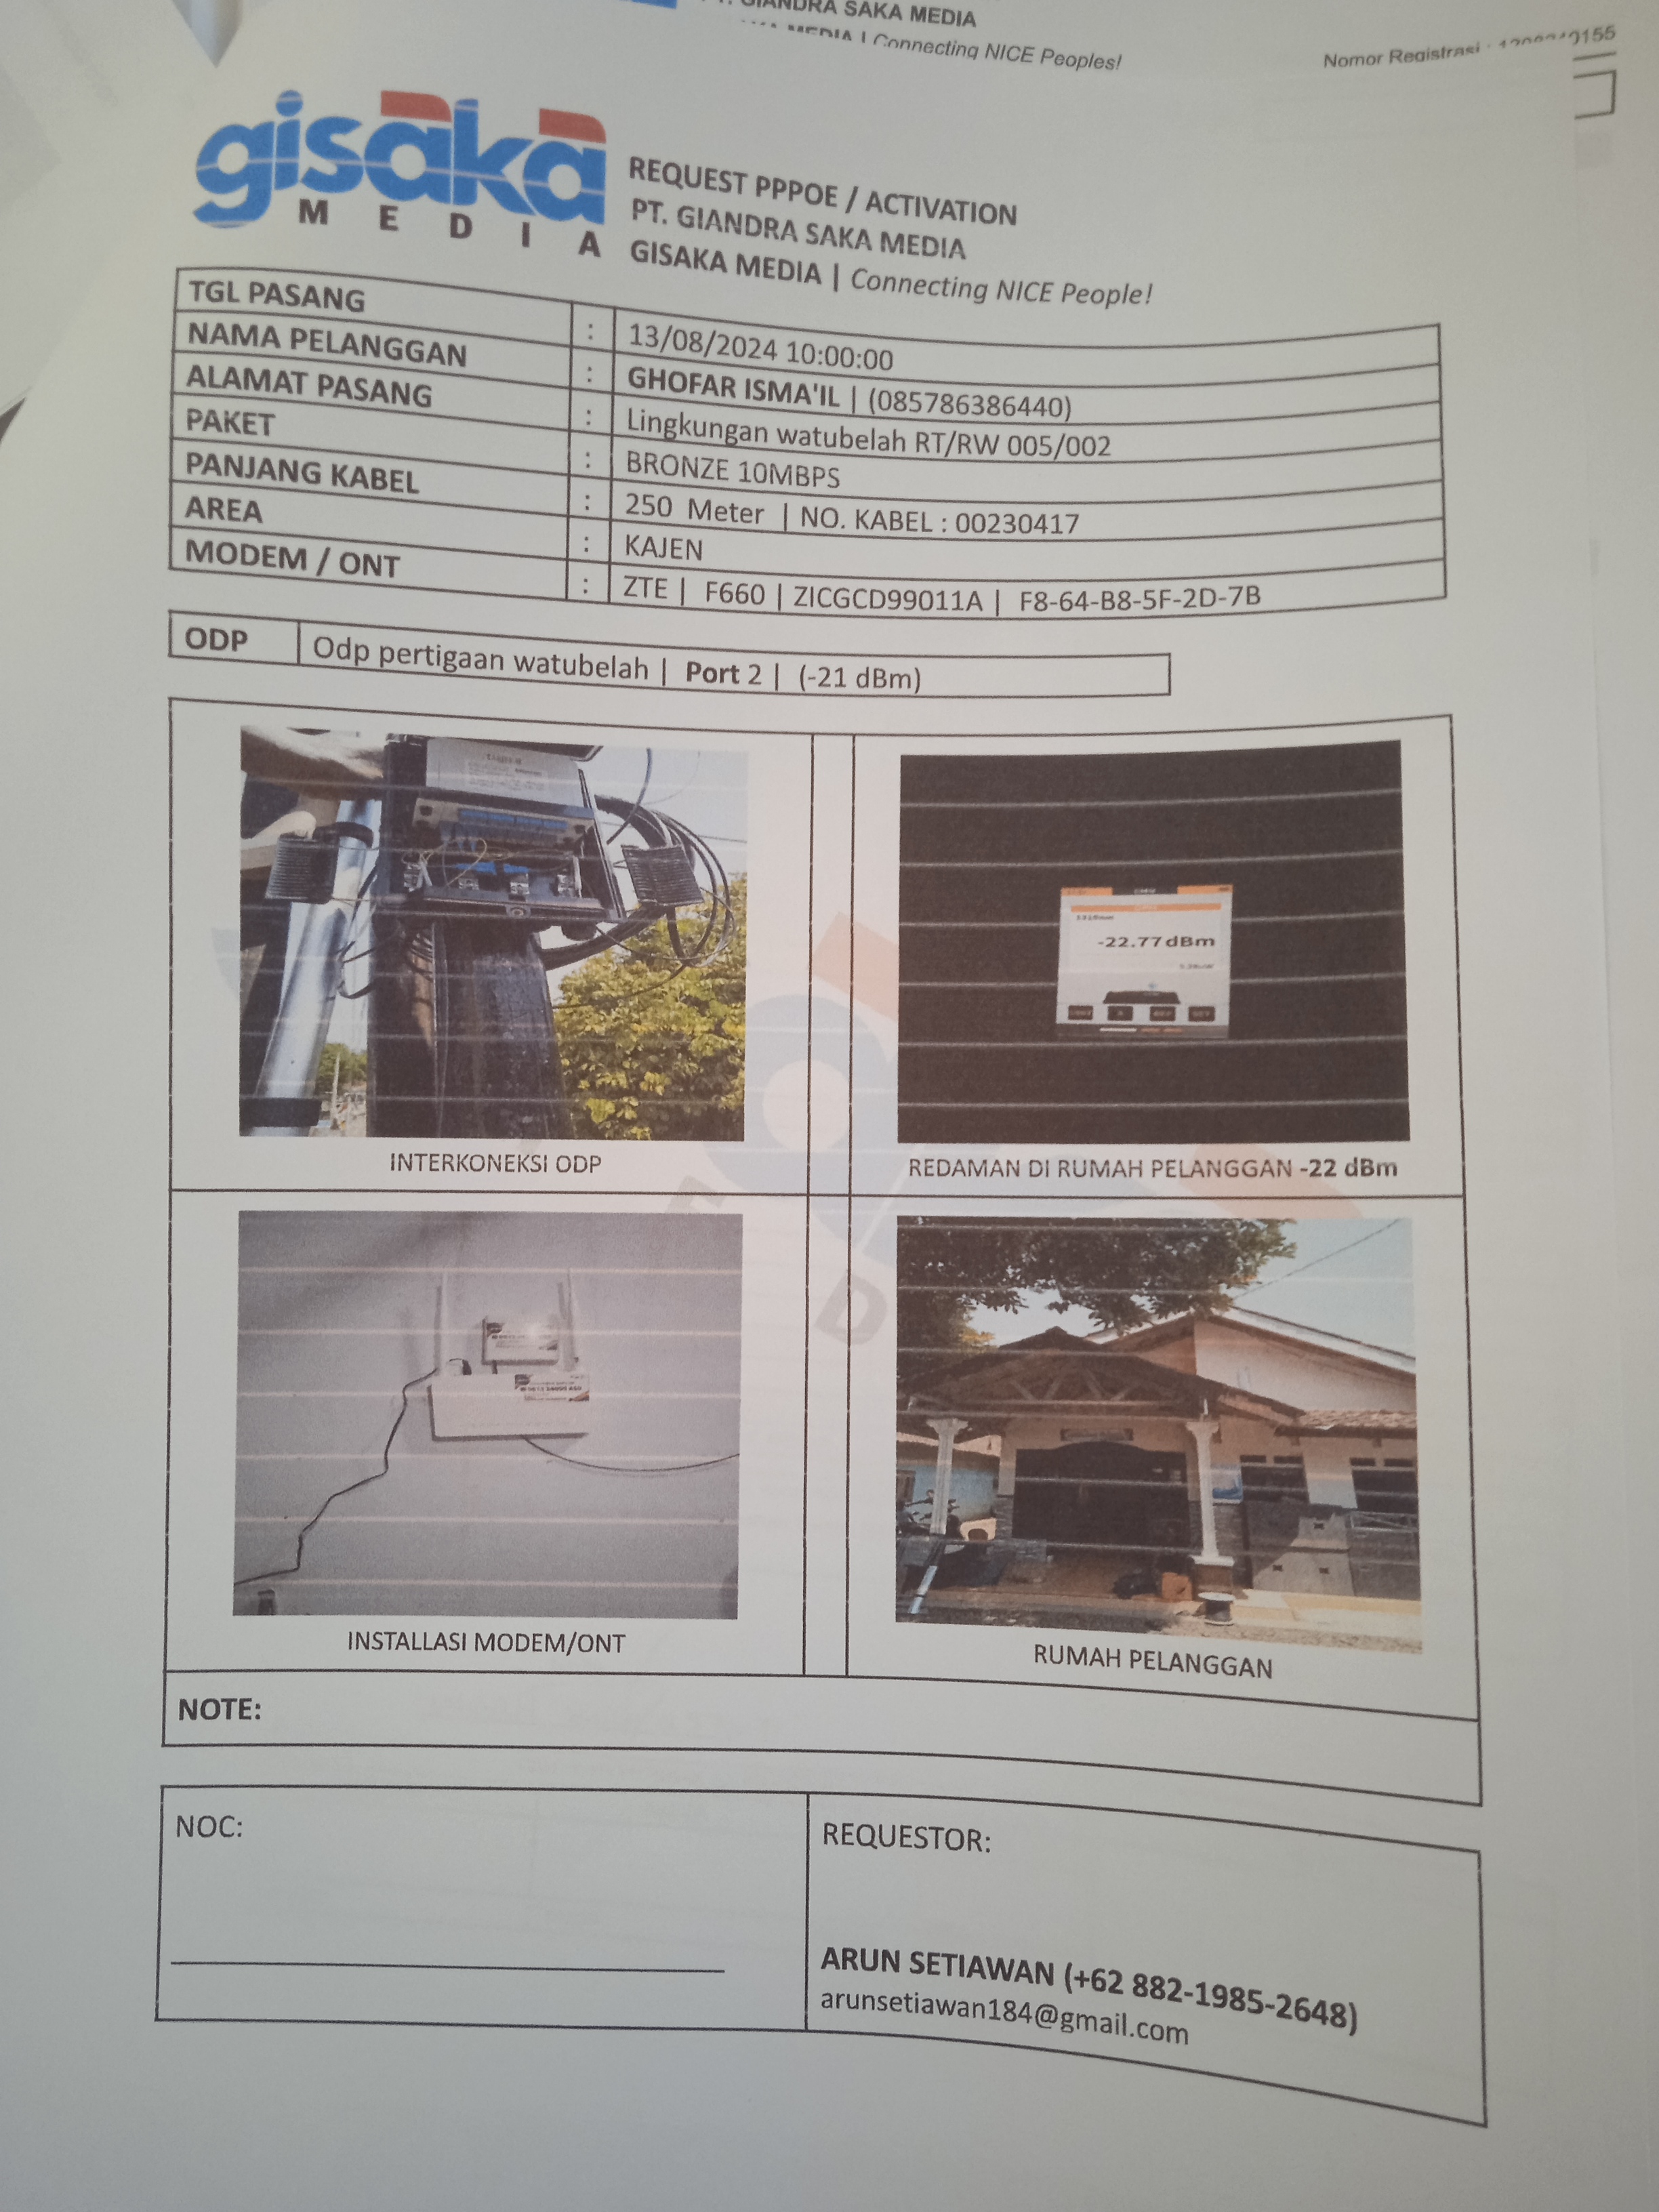 GIANDRA SAKA MEDIA
MEDIA | Connecting NICE Peoples!
Nomor Registrasi :
gisaka
MEDIA
REQUEST PPPOE / ACTIVATION
PT. GIANDRA SAKA MEDIA
GISAKA MEDIA | Connecting NICE People!
TGL PASANG : 13/08/2024 10:00:00
NAMA PELANGGAN : GHOFAR ISMA'IL | (085786386440)
ALAMAT PASANG : Lingkungan watubelah RT/RW 005/002
PAKET : BRONZE 10MBPS
PANJANG KABEL : 250 Meter | NO. KABEL : 00230417
AREA : KAJEN
MODEM / ONT : ZTE | F660 | ZICGCD99011A | F8-64-B8-5F-2D-7B
ODP Odp pertigaan watubelah | Port 2 | (-21 dBm)
-22.77dBm
INTERKONEKSI ODP
REDAMAN DI RUMAH PELANGGAN -22 dBm
INSTALLASI MODEM/ONT
RUMAH PELANGGAN
NOTE:
NOC:
REQUESTOR:
ARUN SETIAWAN (+62 882-1985-2648)
arunsetiawan184@gmail.com